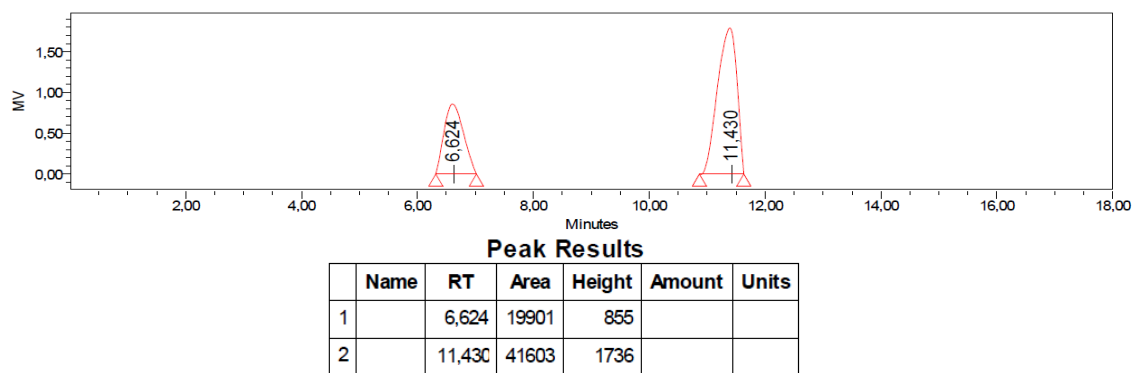 1,50
1,00
0,50
0,00
MV
6,624
11,430
2,00 4,00 6,00 8,00 10,00 12,00 14,00 16,00 18,00
Minutes
Peak Results
Name RT Area Height Amount Units
1 6,624 19901 855
2 11,430 41603 1736